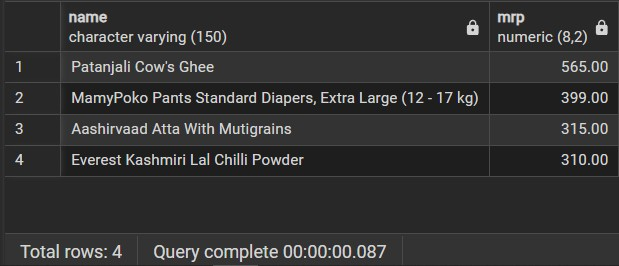 name mrp
character varying (150) numeric (8,2)
1 Patanjali Cow's Ghee 565.00
2 MamyPoko Pants Standard Diapers, Extra Large (12 - 17 kg) 399.00
3 Aashirvaad Atta With Mutigrains 315.00
4 Everest Kashmiri Lal Chilli Powder 310.00
Total rows: 4 Query complete 00:00:00.087